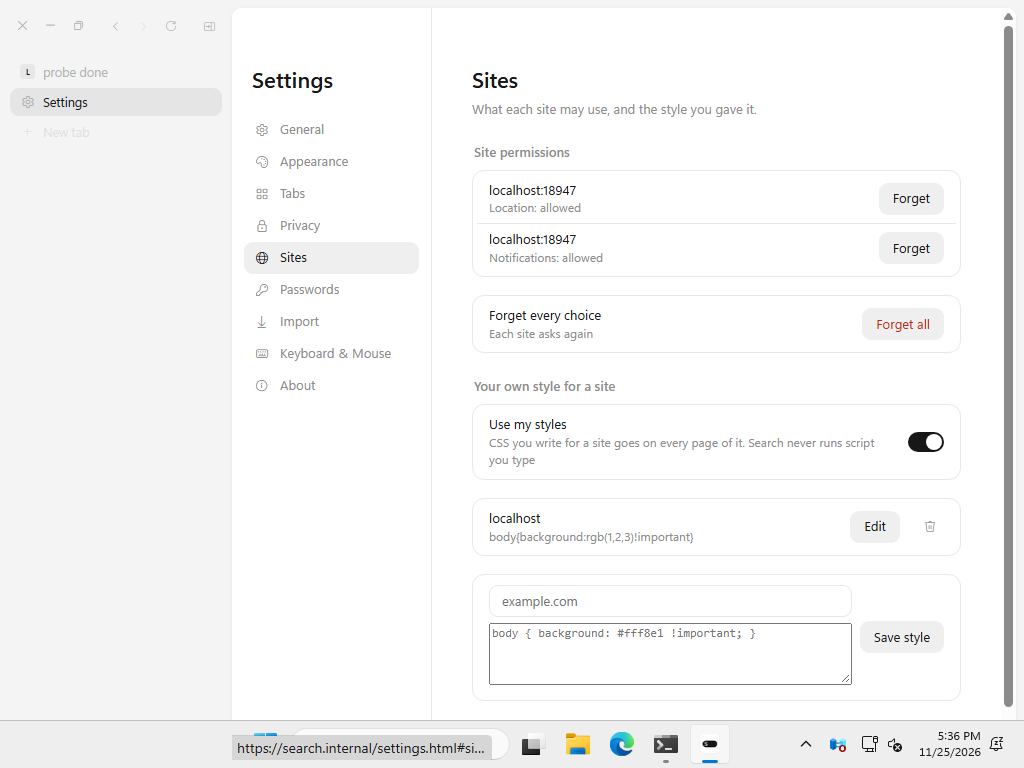 L probe done
Settings
New tab
Settings
General
Appearance
Tabs
Privacy
Sites
Passwords
Import
Keyboard & Mouse
About
Sites
What each site may use, and the style you gave it.
Site permissions
localhost:18947
Location: allowed
Forget
localhost:18947
Notifications: allowed
Forget
Forget every choice
Each site asks again
Forget all
Your own style for a site
Use my styles
CSS you write for a site goes on every page of it. Search never runs script
you type
localhost
body{background:rgb(1,2,3)!important}
Edit
example.com
body { background: #fff8e1 !important; }
Save style
https://search.internal/settings.html#si...
5:36 PM
11/25/2026